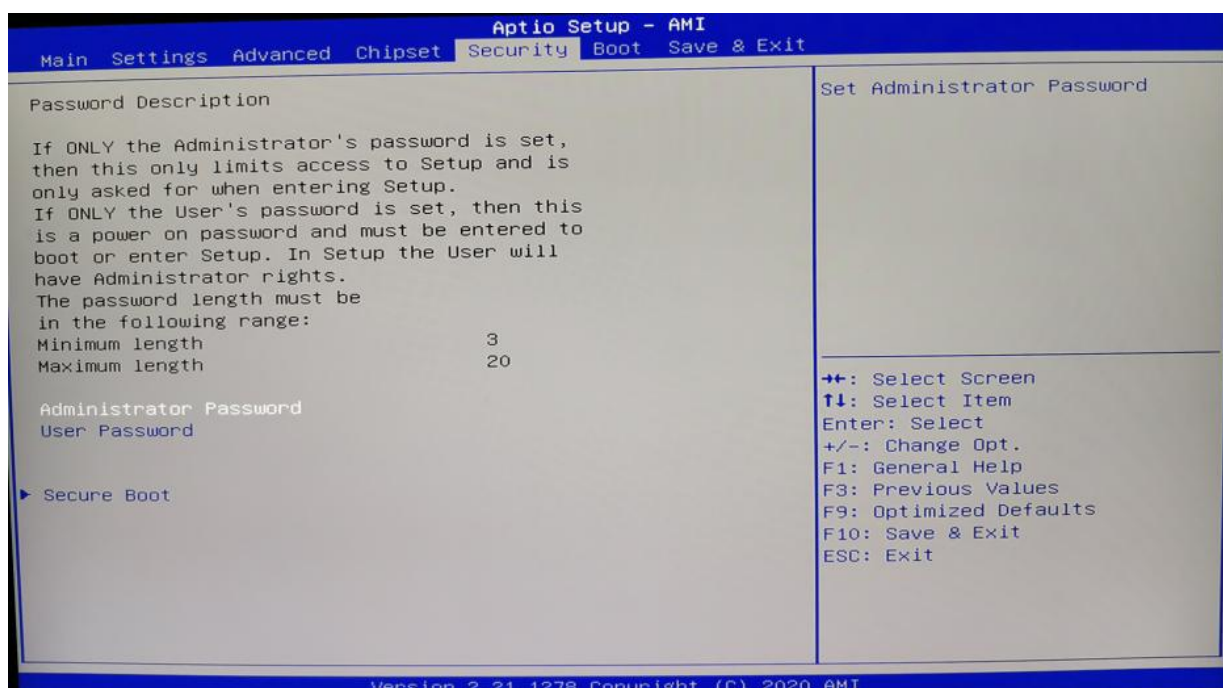 Aptio Setup – AMI
Main Settings Advanced Chipset Security Boot Save & Exit
Password Description
If ONLY the Administrator's password is set,
then this only limits access to Setup and is
only asked for when entering Setup.
If ONLY the User's password is set, then this
is a power on password and must be entered to
boot or enter Setup. In Setup the User will
have Administrator rights.
The password length must be
in the following range:
Minimum length 3
Maximum length 20
Administrator Password
User Password
Secure Boot
Set Administrator Password
→←: Select Screen
↑↓: Select Item
Enter: Select
+/-: Change Opt.
F1: General Help
F3: Previous Values
F9: Optimized Defaults
F10: Save & Exit
ESC: Exit
Version 2.21.1278 Copyright (C) 2020 AMI